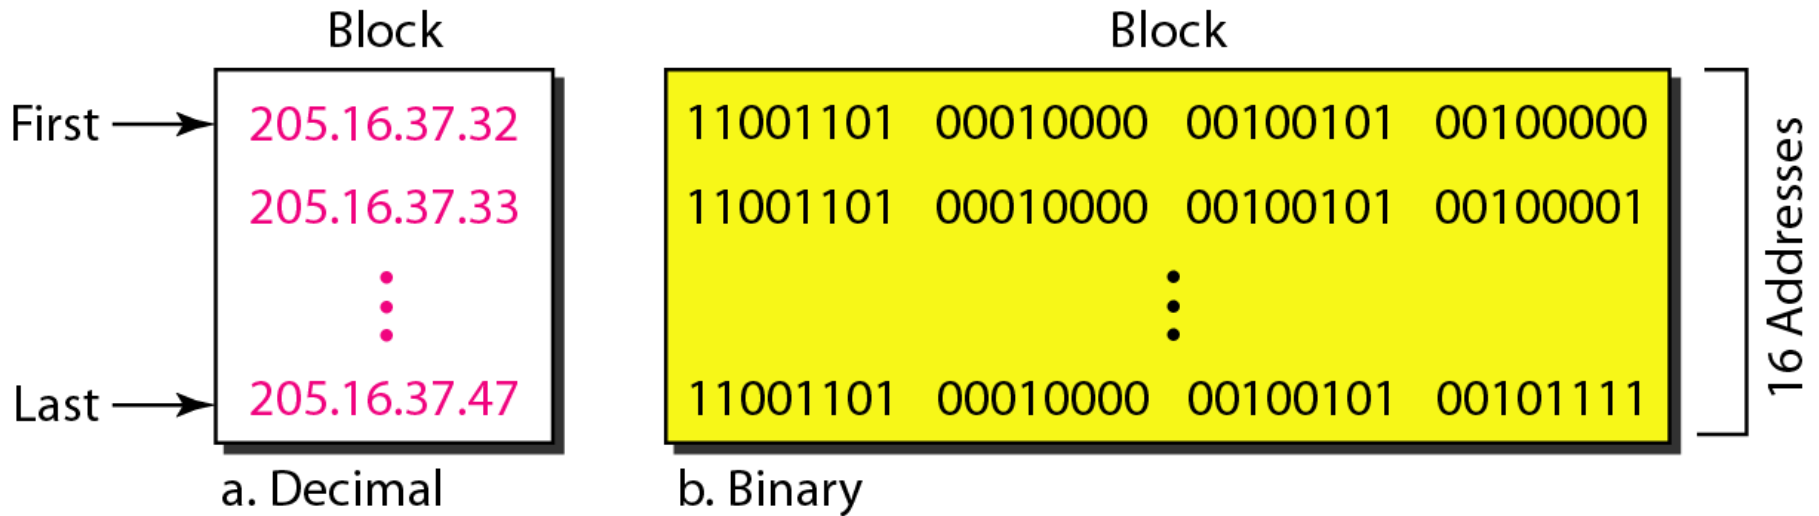 Block
First 205.16.37.32
205.16.37.33
Last 205.16.37.47
a. Decimal
Block
11001101 00010000 00100101 00100000
11001101 00010000 00100101 00100001
11001101 00010000 00100101 00101111
b. Binary
16 Addresses